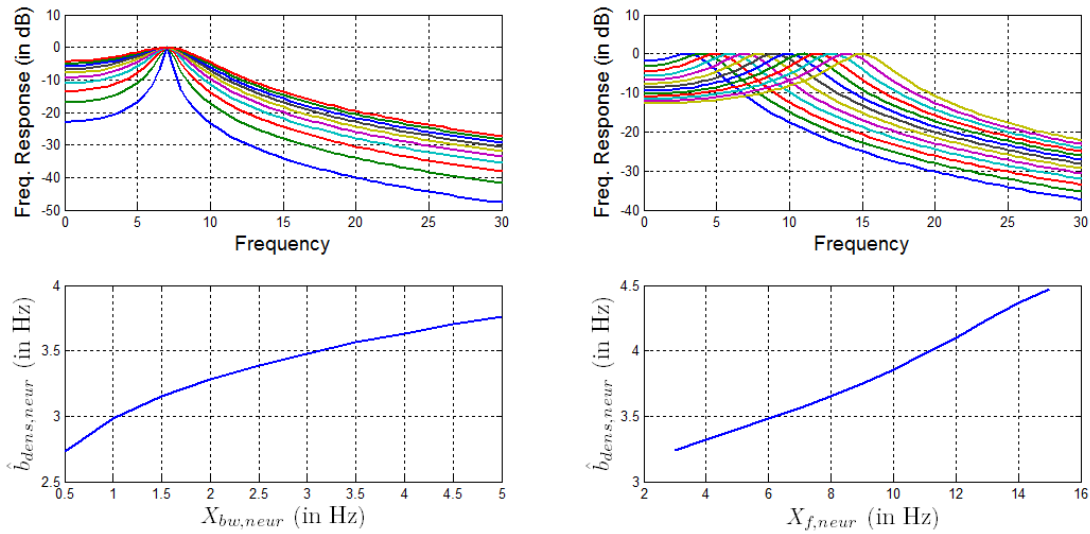 Freq. Response (in dB)
10
0
-10
-20
-30
-40
-50
0 5 10 15 20 25 30
Frequency
Freq. Response (in dB)
10
0
-10
-20
-30
-40
0 5 10 15 20 25 30
Frequency
b̂_{dens,neur} (in Hz)
4
3.5
3
2.5
0.5 1 1.5 2 2.5 3 3.5 4 4.5 5
X_{bw,neur} (in Hz)
b̂_{dens,neur} (in Hz)
4.5
4
3.5
3
2 4 6 8 10 12 14 16
X_{f,neur} (in Hz)